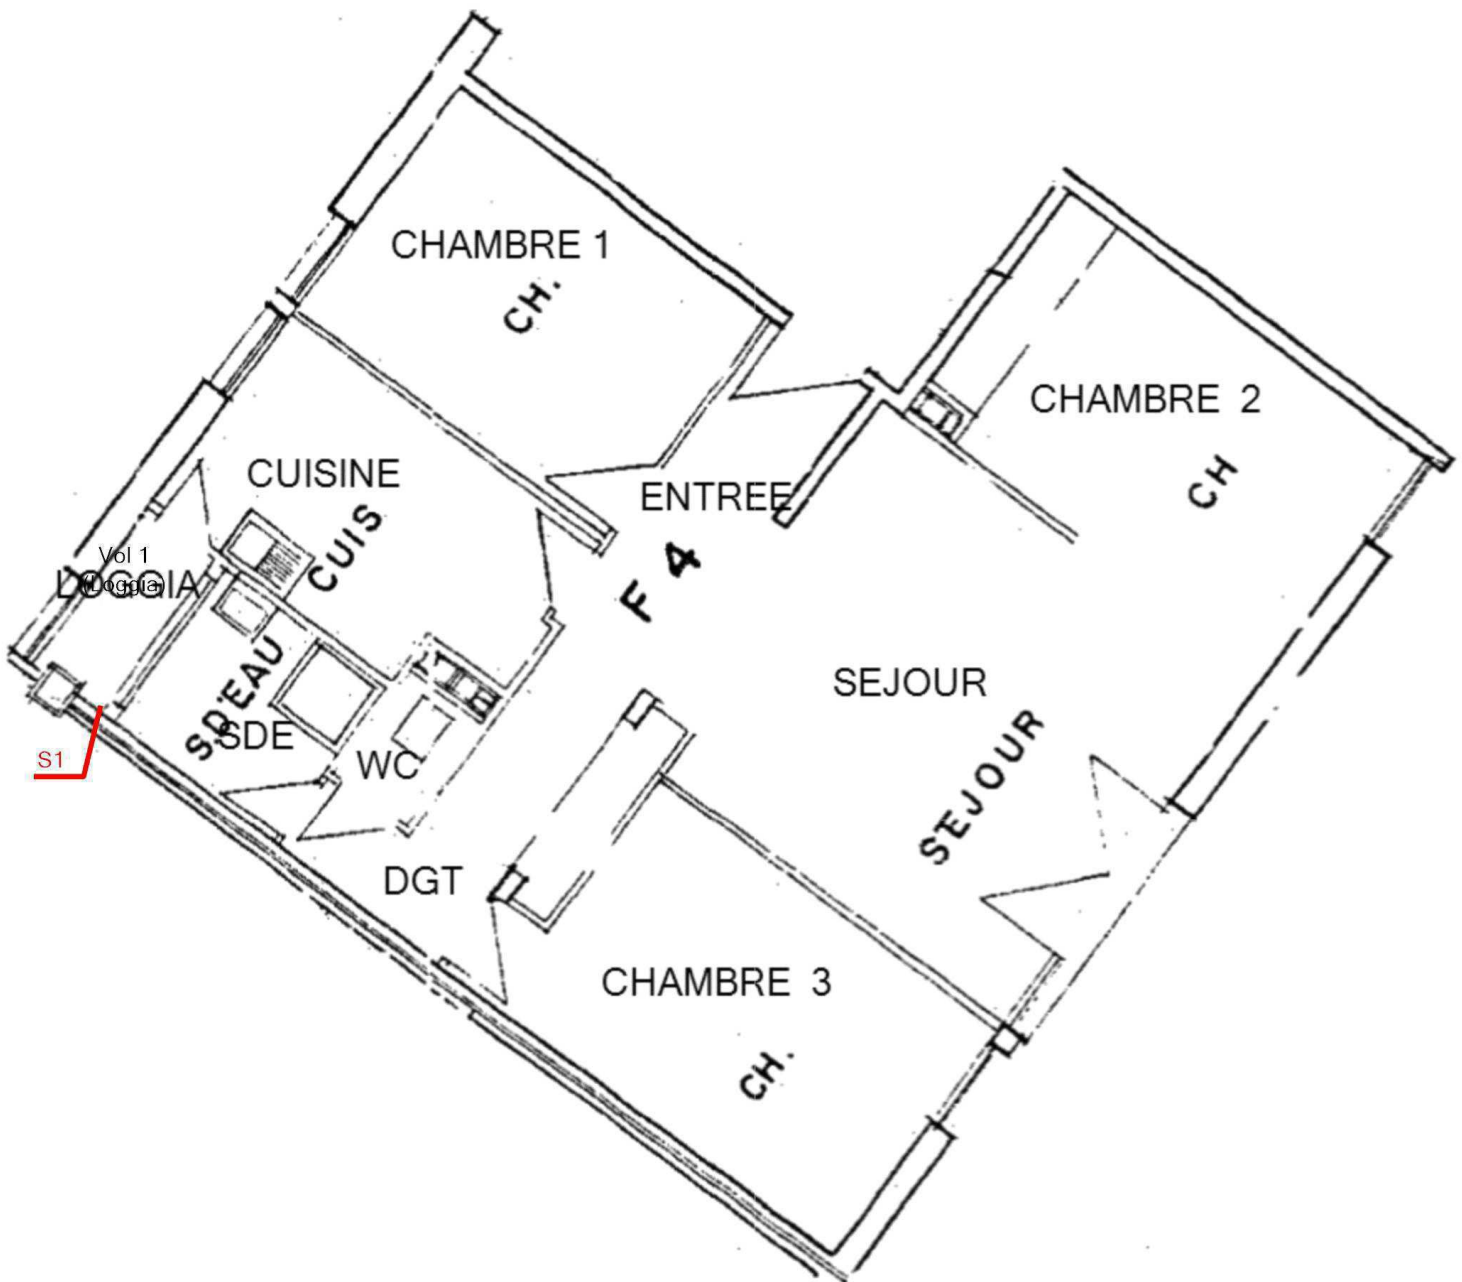 CHAMBRE 1
CH.
CHAMBRE 2
CH
CUISINE
CUIS
ENTREE
F 4
Vol 1
(Loggia)
LOGGIA
S.D'EAU
SDE
WC
S1
SEJOUR
SEJOUR
DGT
CHAMBRE 3
CH.